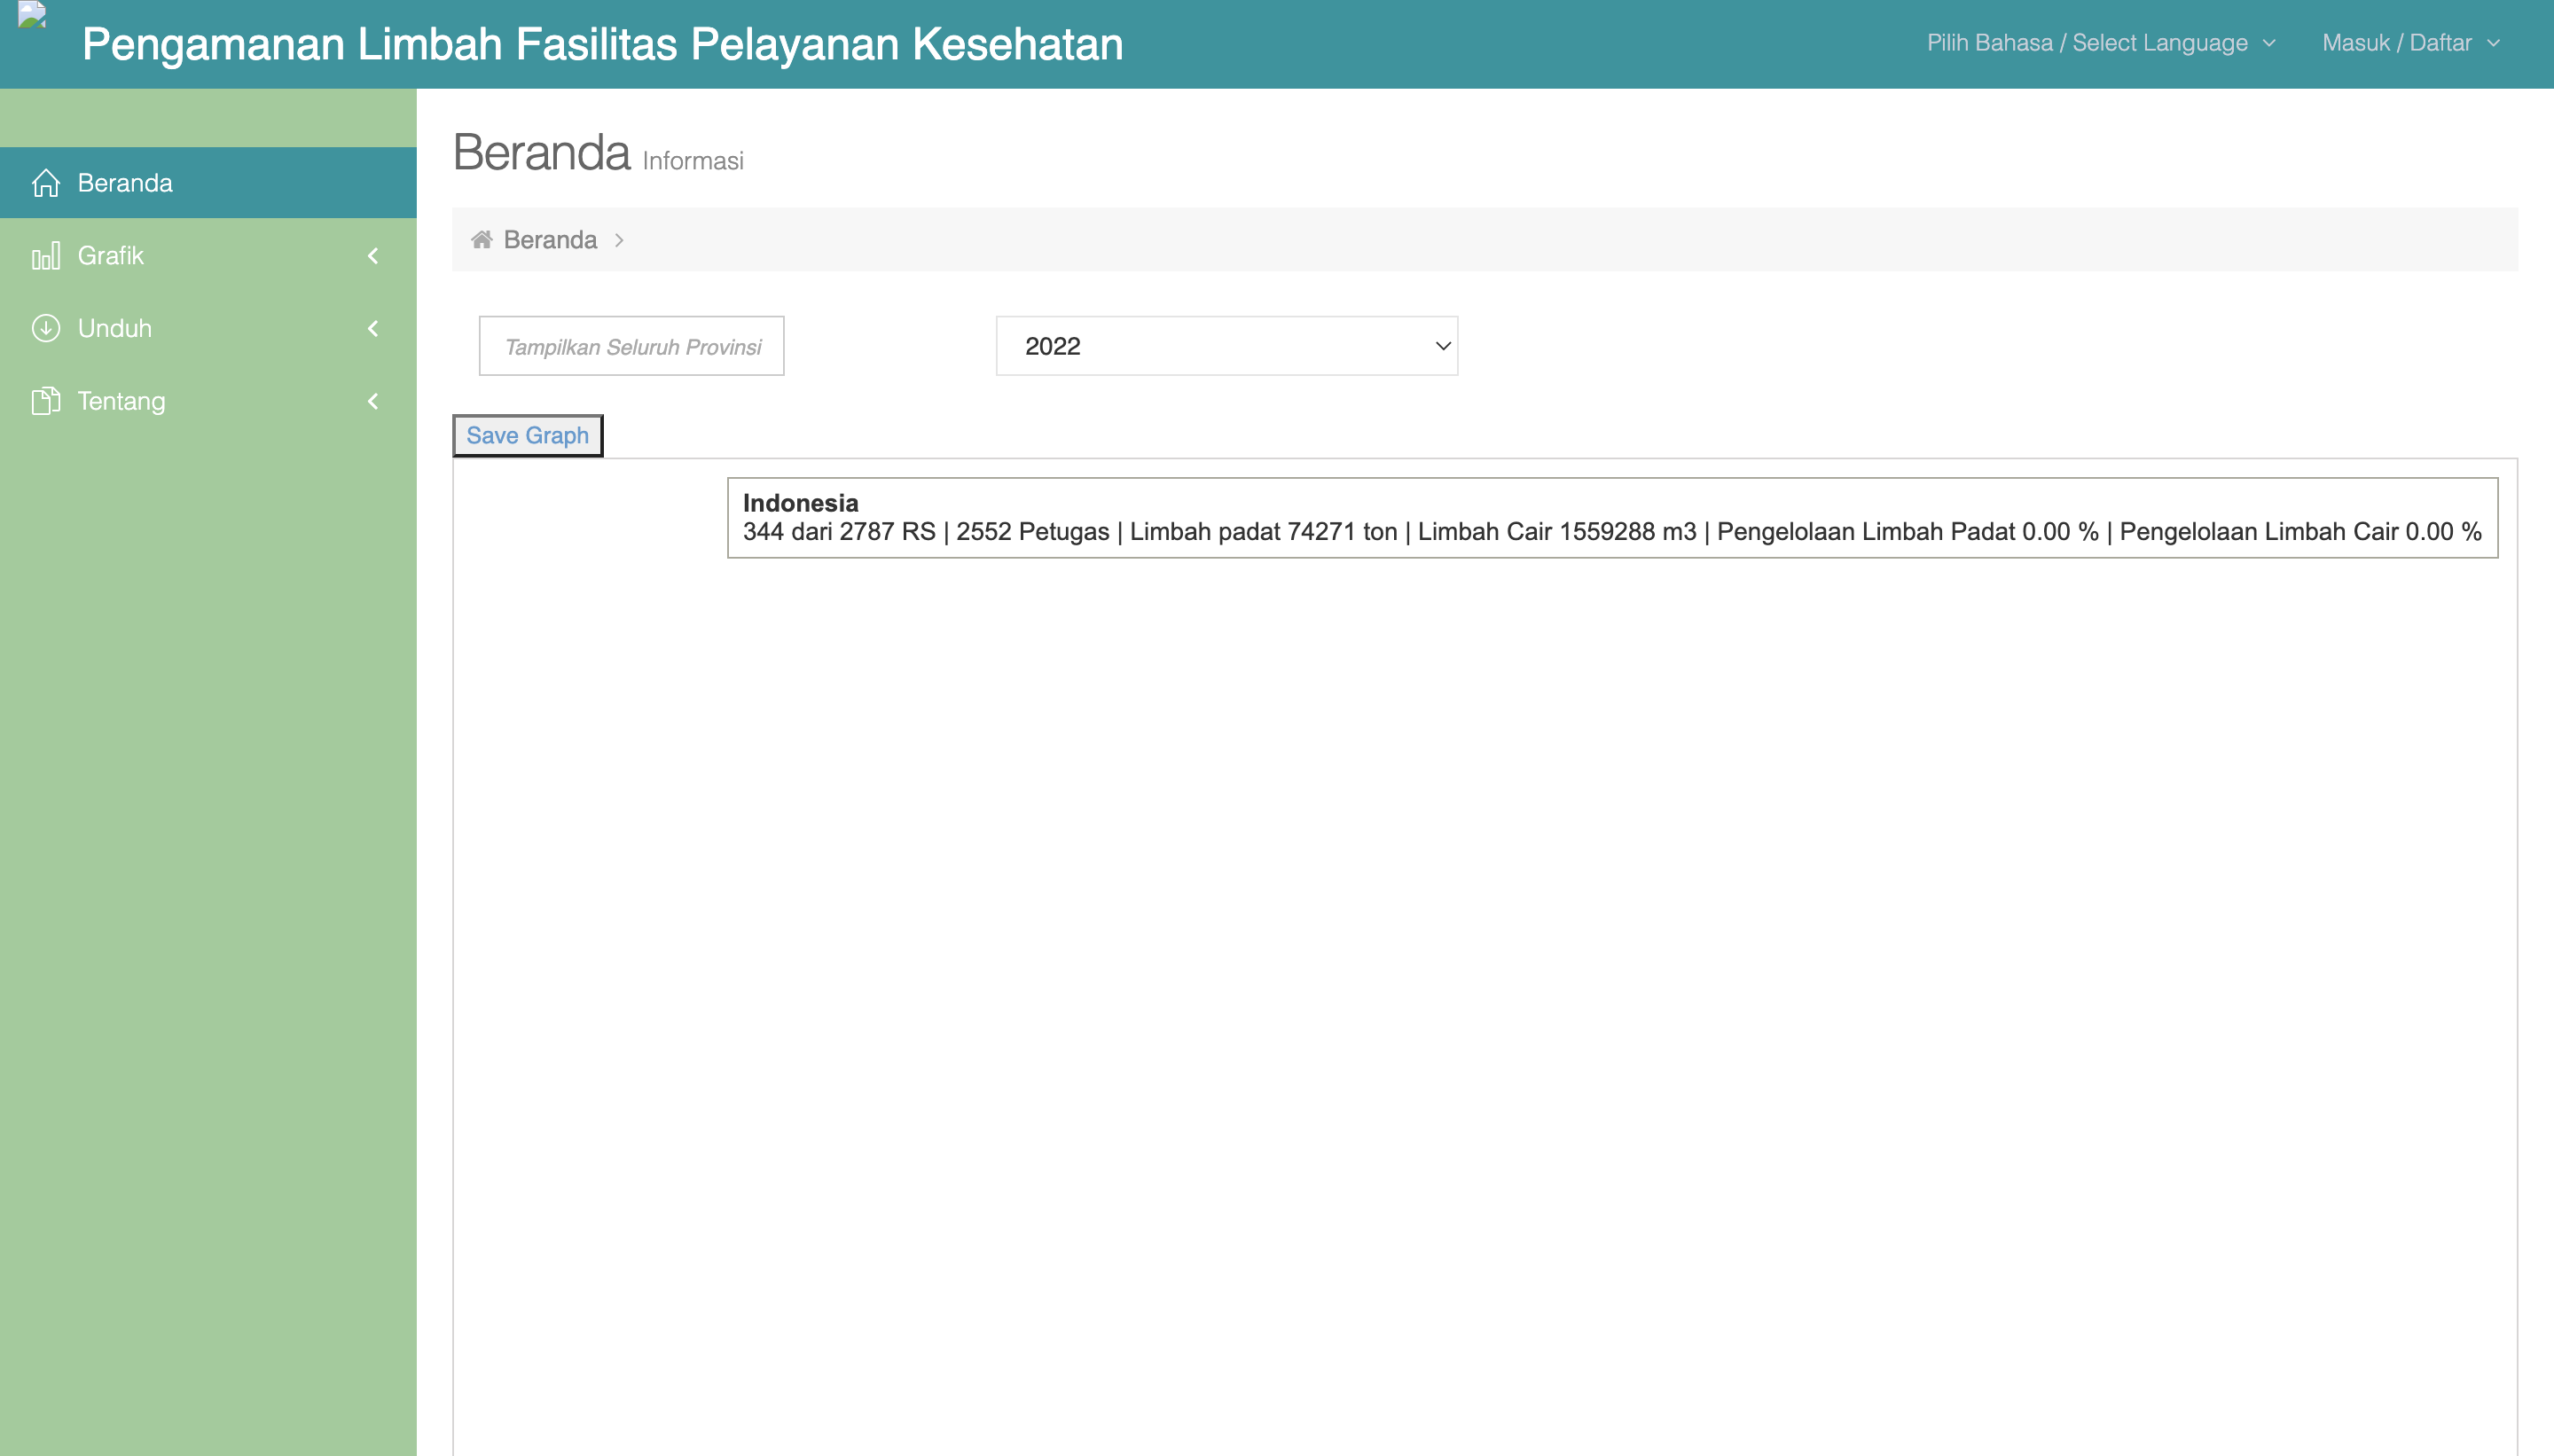 Pengamanan Limbah Fasilitas Pelayanan Kesehatan
Pilih Bahasa / Select Language
Masuk / Daftar
Beranda
Grafik
Unduh
Tentang
Beranda Informasi
Beranda
Tampilkan Seluruh Provinsi
2022
Save Graph
Indonesia
344 dari 2787 RS | 2552 Petugas | Limbah padat 74271 ton | Limbah Cair 1559288 m3 | Pengelolaan Limbah Padat 0.00 % | Pengelolaan Limbah Cair 0.00 %